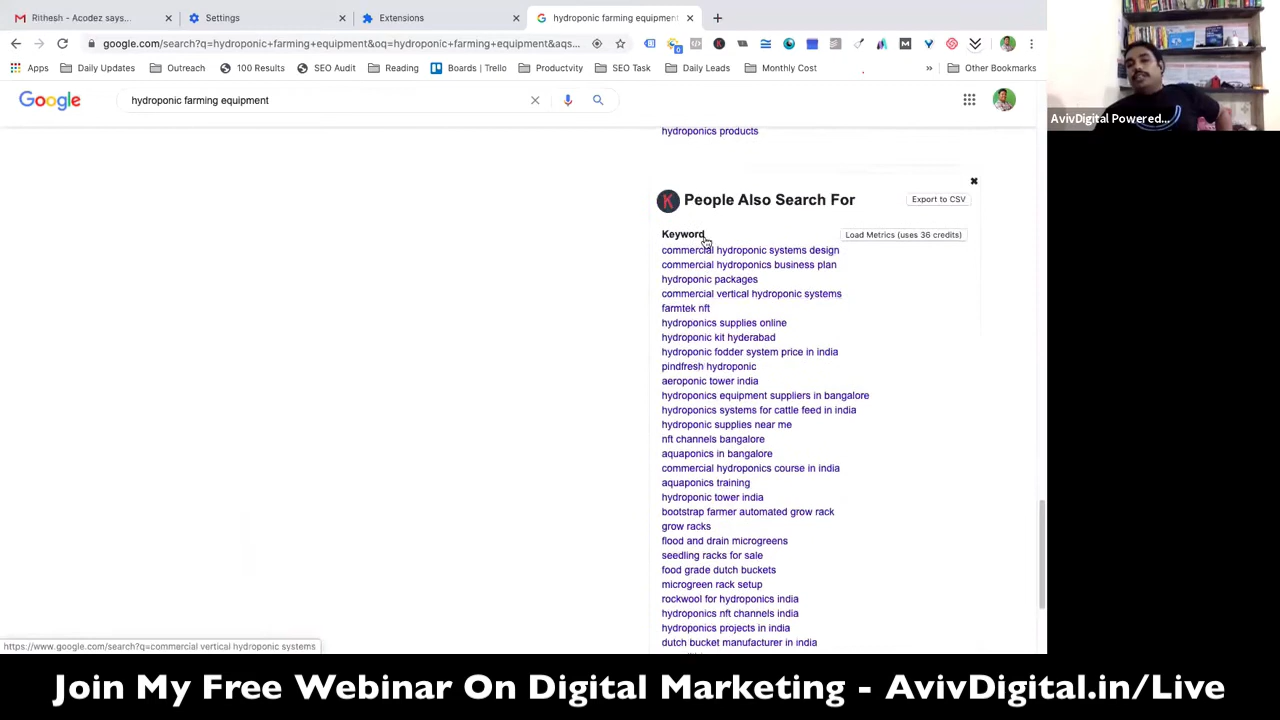 Rithesh - Acodez says...
Settings
Extensions
hydroponic farming equipment
google.com/search?q=hydroponic+farming+equipment&oq=hydroponic+farming+equipment&aqs...
Apps
Daily Updates
Outreach
100 Results
SEO Audit
Reading
Boards | Trello
Productvity
SEO Task
Daily Leads
Monthly Cost
»
Other Bookmarks
Google
hydroponic farming equipment
AvivDigital Powered...
hydroponics products
K
People Also Search For
Export to CSV
Keyword
Load Metrics (uses 36 credits)
commercial hydroponic systems design
commercial hydroponics business plan
hydroponic packages
commercial vertical hydroponic systems
farmtek nft
hydroponics supplies online
hydroponic kit hyderabad
hydroponic fodder system price in india
pindfresh hydroponic
aeroponic tower india
hydroponics equipment suppliers in bangalore
hydroponics systems for cattle feed in india
hydroponic supplies near me
nft channels bangalore
aquaponics in bangalore
commercial hydroponics course in india
aquaponics training
hydroponic tower india
bootstrap farmer automated grow rack
grow racks
flood and drain microgreens
seedling racks for sale
food grade dutch buckets
microgreen rack setup
rockwool for hydroponics india
hydroponics nft channels india
hydroponics projects in india
dutch bucket manufacturer in india
https://www.google.com/search?q=commercial vertical hydroponic systems
Join My Free Webinar On Digital Marketing - AvivDigital.in/Live